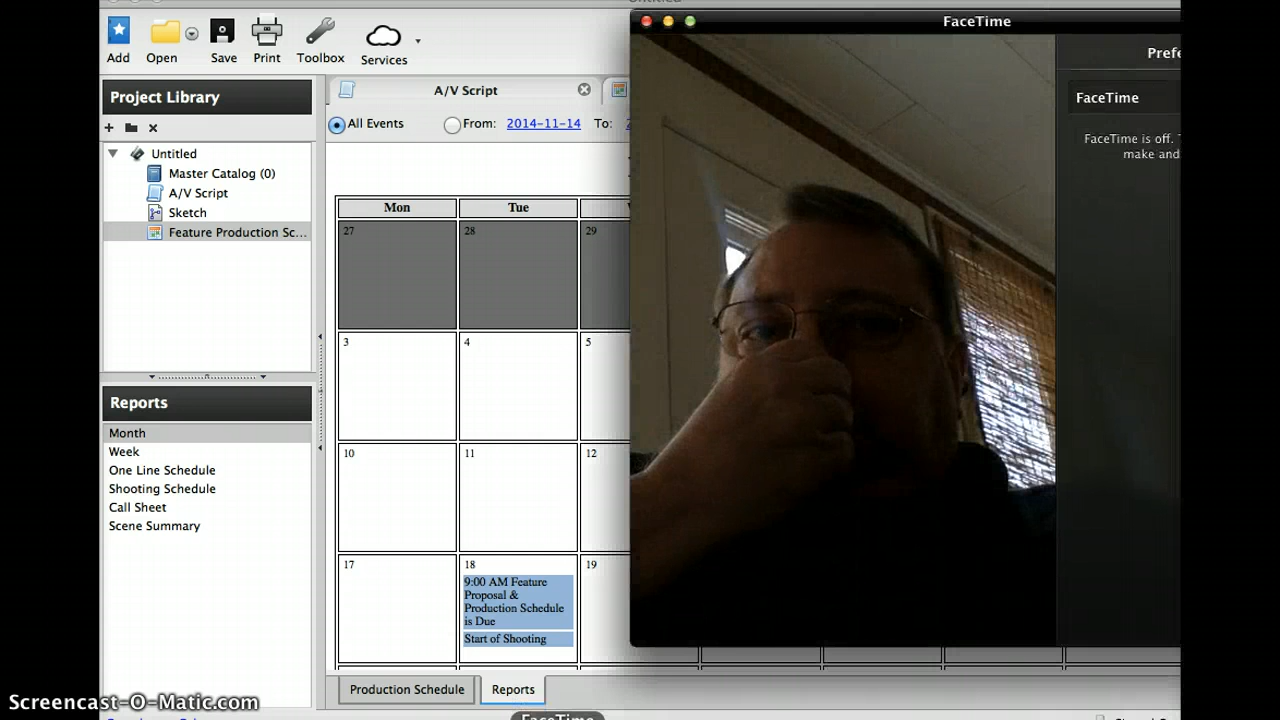 Untitled
FaceTime
Add
Open
Save
Print
Toolbox
Services
Project Library
A/V Script
All Events
From:
2014-11-14
To:
Untitled
Master Catalog (0)
A/V Script
Sketch
Feature Production Sc...
Mon
Tue
27
28
29
3
4
5
10
11
12
17
18
19
9:00 AM Feature
Proposal &
Production Schedule
is Due
Start of Shooting
Reports
Month
Week
One Line Schedule
Shooting Schedule
Call Sheet
Scene Summary
FaceTime
FaceTime is off.
make and
Production Schedule
Reports
FaceTime
Screencast-O-Matic.com